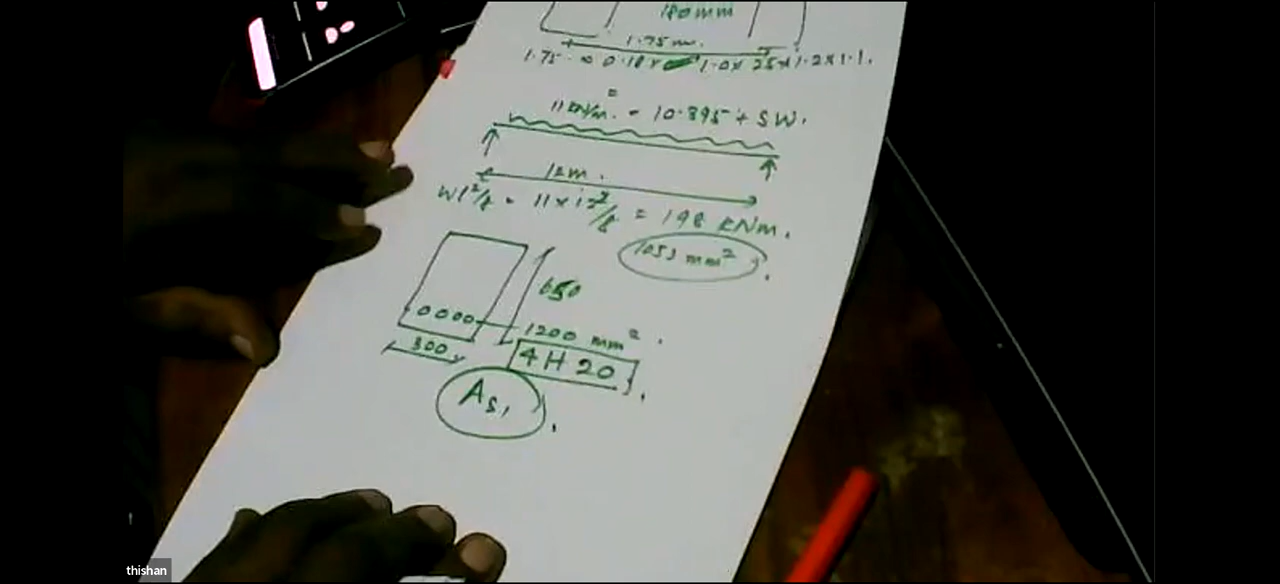 180mm
1.75m.
1.75 × 0.18 × 1.0 × 25 × 1.2 × 1.1.
=
11 kN/m. - 10.395 + SW.
12m.
Wl²/8 = 11 × 12²/8 = 198 kNm.
1053 mm²
650
1200 mm².
300
4H20
As,
thishan